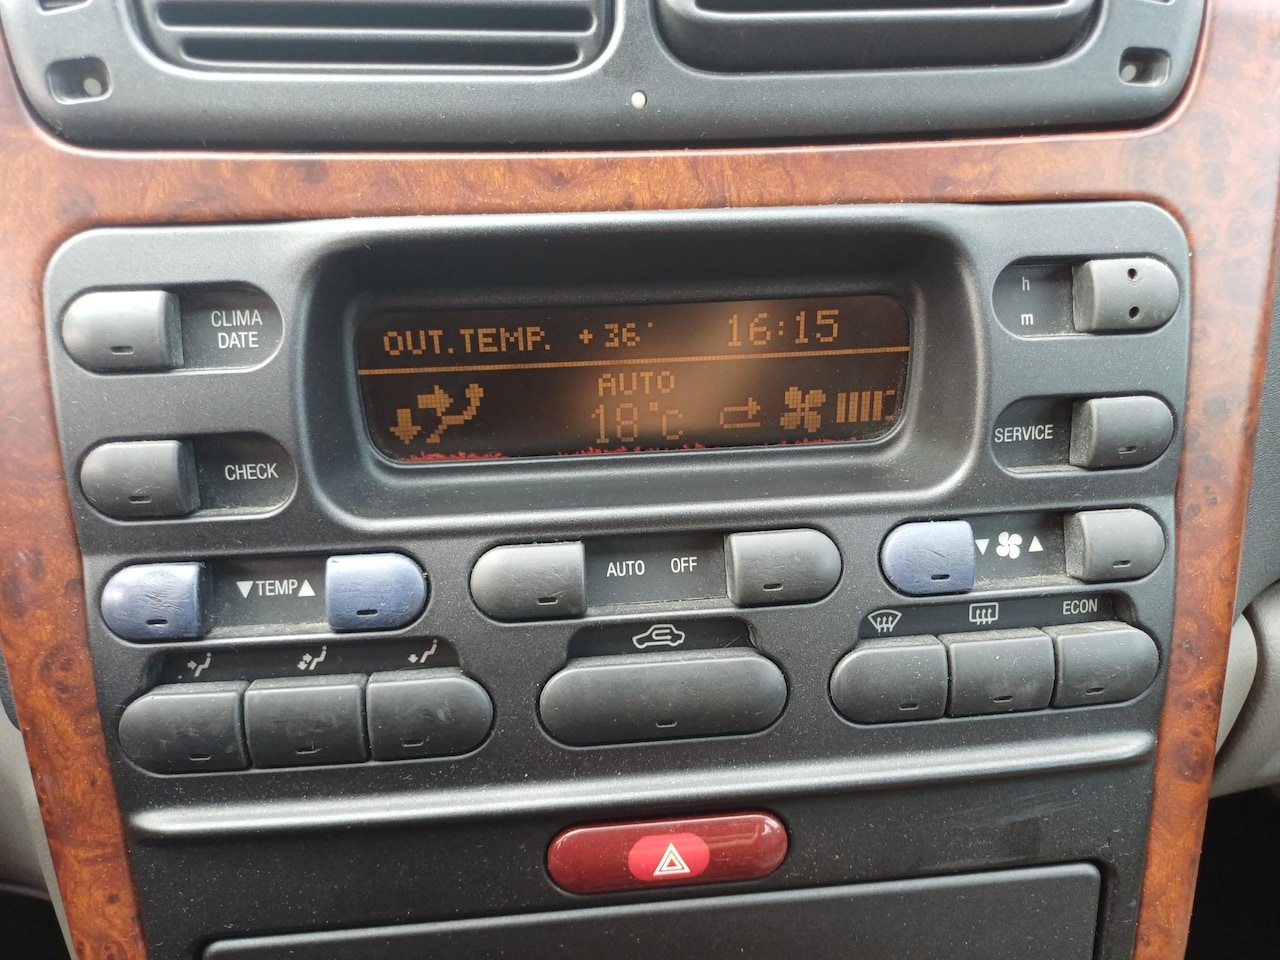 OUT.TEMP. +36° 16:15
AUTO
18°c
CLIMA
DATE
h
m
CHECK
SERVICE
▼TEMP▲
AUTO OFF
▼ ▲
ECON